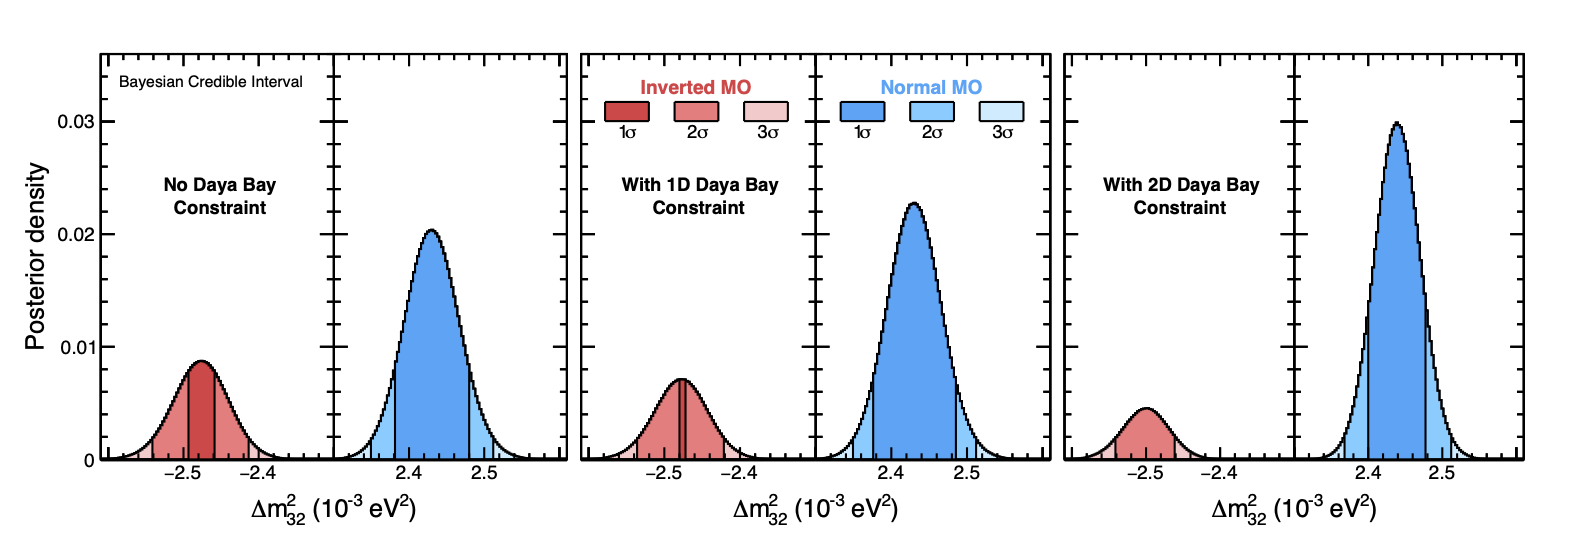 Bayesian Credible Interval
No Daya Bay
Constraint
Inverted MO
1σ 2σ 3σ
Normal MO
1σ 2σ 3σ
With 1D Daya Bay
Constraint
With 2D Daya Bay
Constraint
Posterior density
0.03
0.02
0.01
0
−2.5 −2.4 2.4 2.5
−2.5 −2.4 2.4 2.5
−2.5 −2.4 2.4 2.5
Δm²₃₂ (10⁻³ eV²)
Δm²₃₂ (10⁻³ eV²)
Δm²₃₂ (10⁻³ eV²)